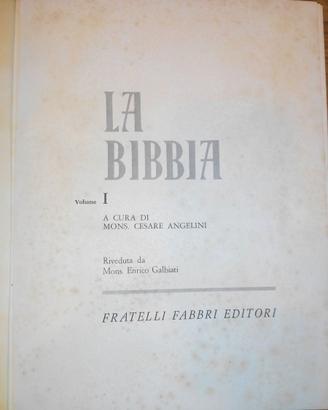 LA
BIBBIA
Volume I
A CURA DI
MONS. CESARE ANGELINI
Riveduta da
Mons. Enrico Galbiati
FRATELLI FABBRI EDITORI